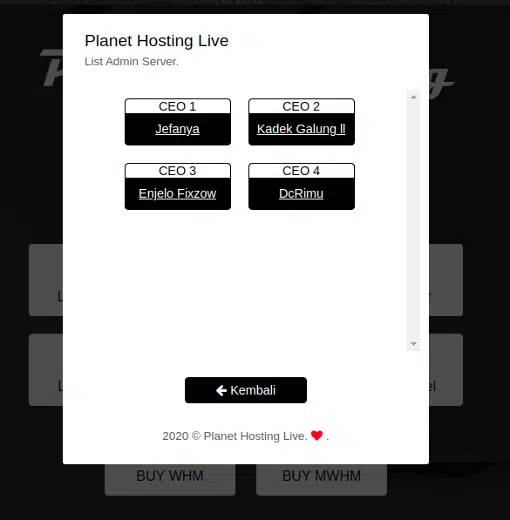 Planet Hosting Live
List Admin Server.
CEO 1
CEO 2
Jefanya
Kadek Galung ll
CEO 3
CEO 4
Enjelo Fixzow
DcRimu
Kembali
2020 © Planet Hosting Live. ❤ .
BUY WHM
BUY MWHM